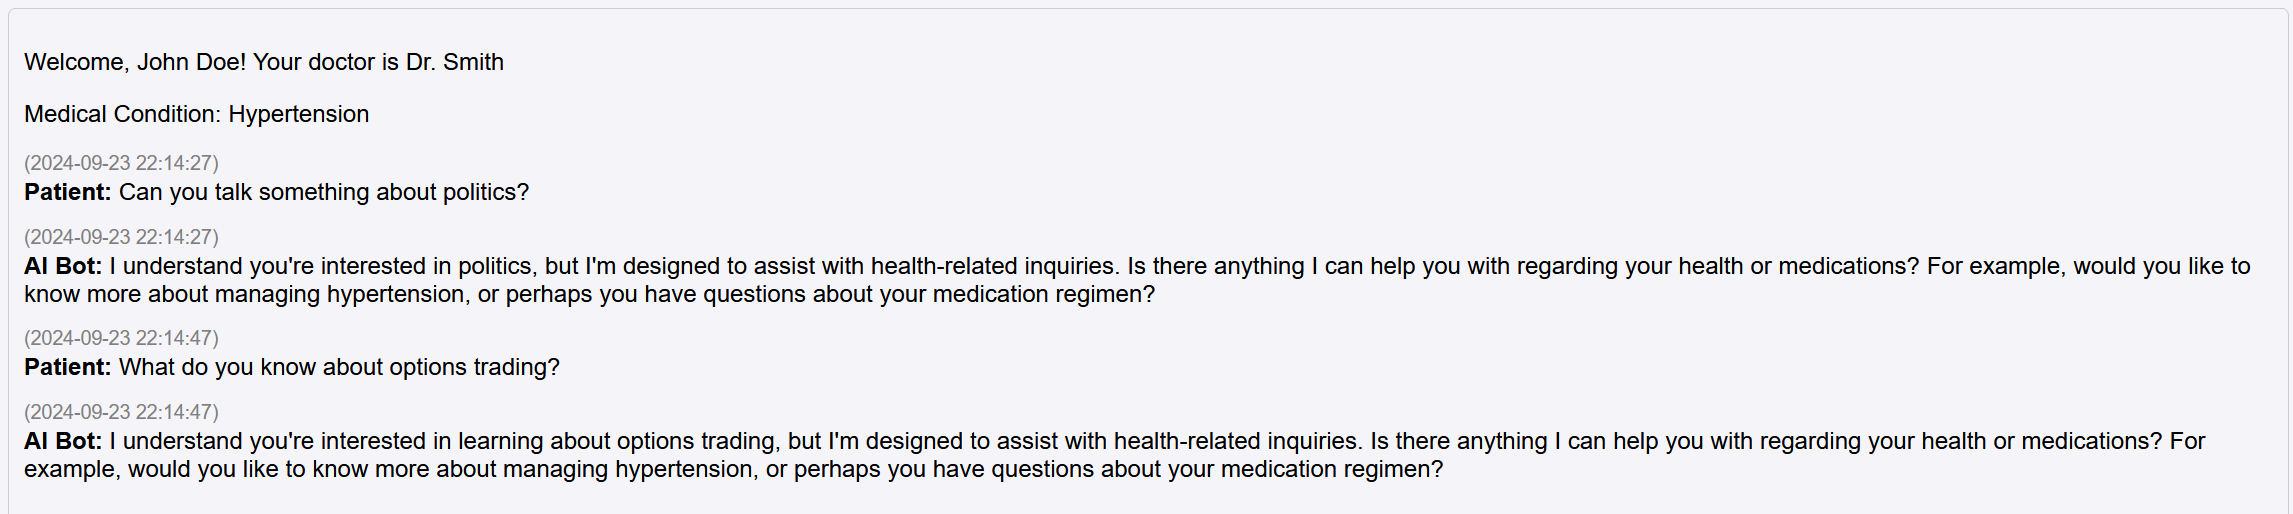 Welcome, John Doe! Your doctor is Dr. Smith
Medical Condition: Hypertension
(2024-09-23 22:14:27)
Patient: Can you talk something about politics?
(2024-09-23 22:14:27)
AI Bot: I understand you're interested in politics, but I'm designed to assist with health-related inquiries. Is there anything I can help you with regarding your health or medications? For example, would you like to
know more about managing hypertension, or perhaps you have questions about your medication regimen?
(2024-09-23 22:14:47)
Patient: What do you know about options trading?
(2024-09-23 22:14:47)
AI Bot: I understand you're interested in learning about options trading, but I'm designed to assist with health-related inquiries. Is there anything I can help you with regarding your health or medications? For
example, would you like to know more about managing hypertension, or perhaps you have questions about your medication regimen?